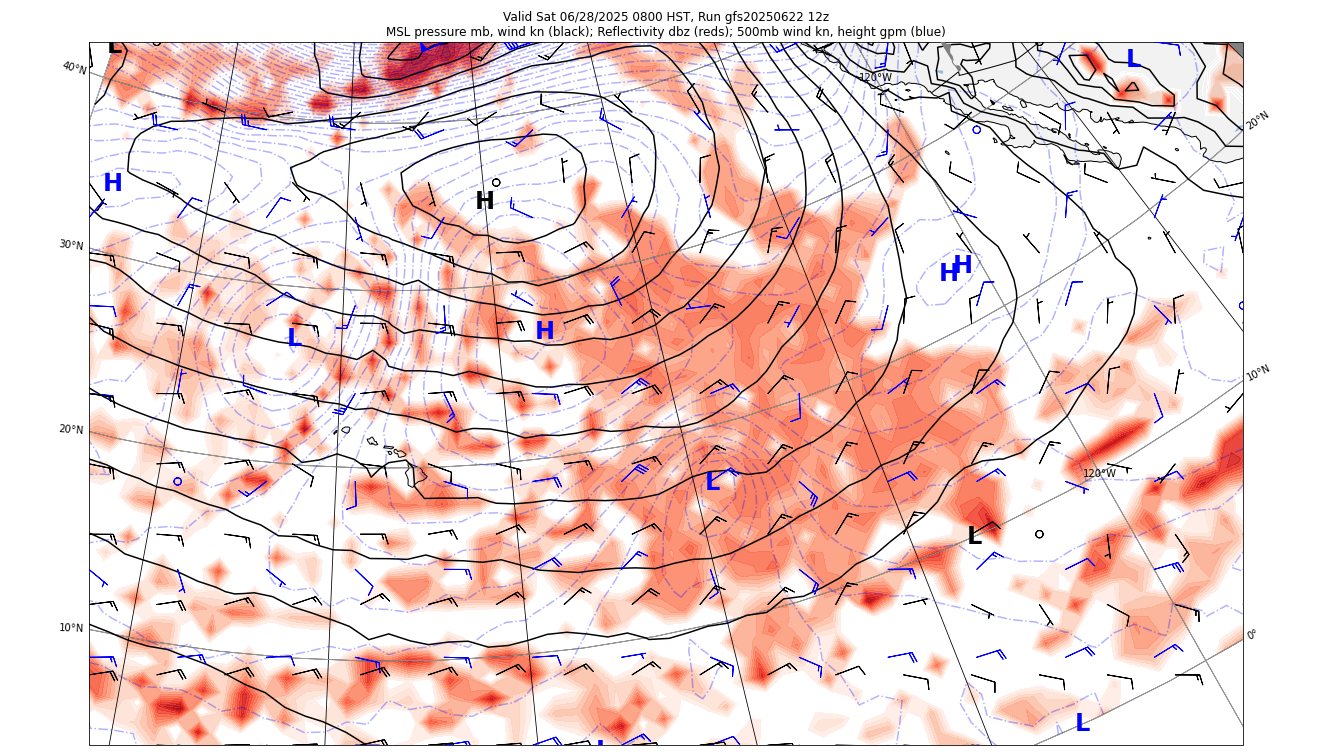 Valid Sat 06/28/2025 0800 HST, Run gfs20250622 12z
MSL pressure mb, wind kn (black); Reflectivity dbz (reds); 500mb wind kn, height gpm (blue)
L
L
40°N
120°W
20°N
H
H
30°N
H
H
L
H
10°N
20°N
L
120°W
L
10°N
0°
L